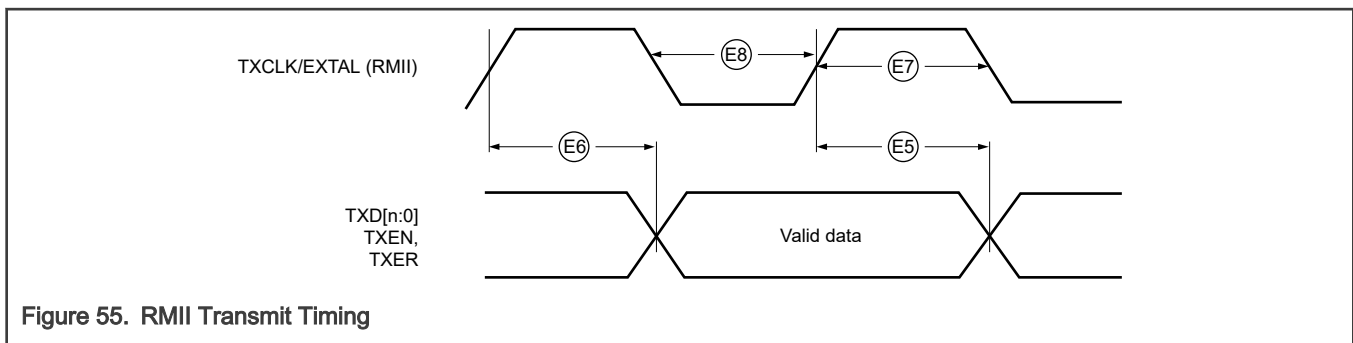 TXCLK/EXTAL (RMII)
E8
E7
E6
E5
TXD[n:0]
TXEN,
TXER
Valid data
Figure 55. RMII Transmit Timing